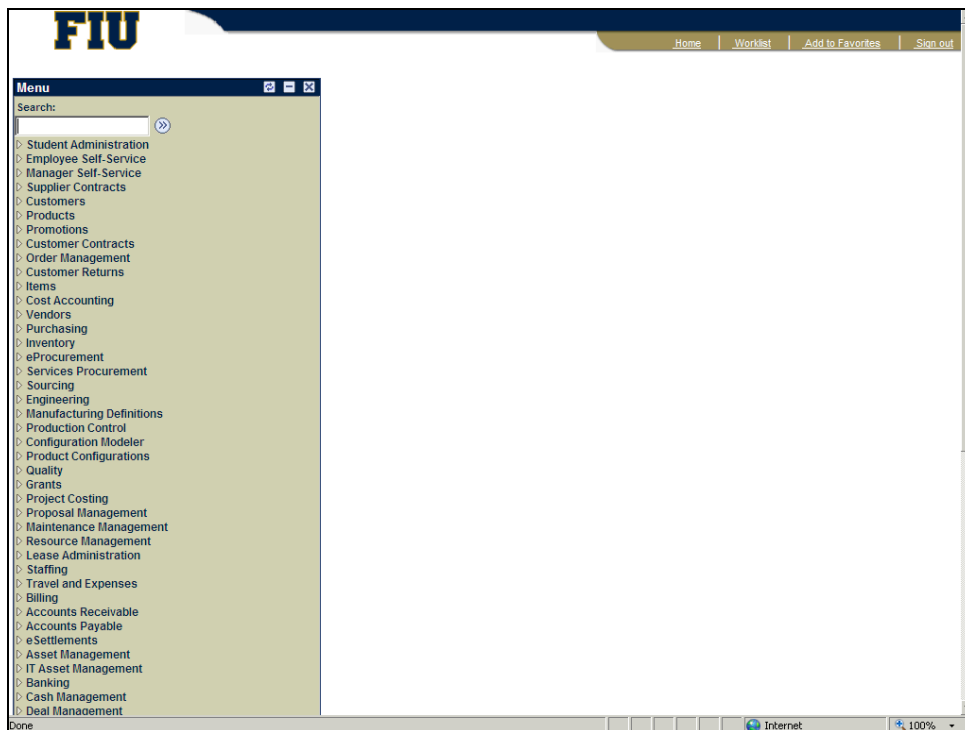 FIU
Home Worklist Add to Favorites Sign out
Menu
Search:
Student Administration
Employee Self-Service
Manager Self-Service
Supplier Contracts
Customers
Products
Promotions
Customer Contracts
Order Management
Customer Returns
Items
Cost Accounting
Vendors
Purchasing
Inventory
eProcurement
Services Procurement
Sourcing
Engineering
Manufacturing Definitions
Production Control
Configuration Modeler
Product Configurations
Quality
Grants
Project Costing
Proposal Management
Maintenance Management
Resource Management
Lease Administration
Staffing
Travel and Expenses
Billing
Accounts Receivable
Accounts Payable
eSettlements
Asset Management
IT Asset Management
Banking
Cash Management
Deal Management
Done Internet 100%